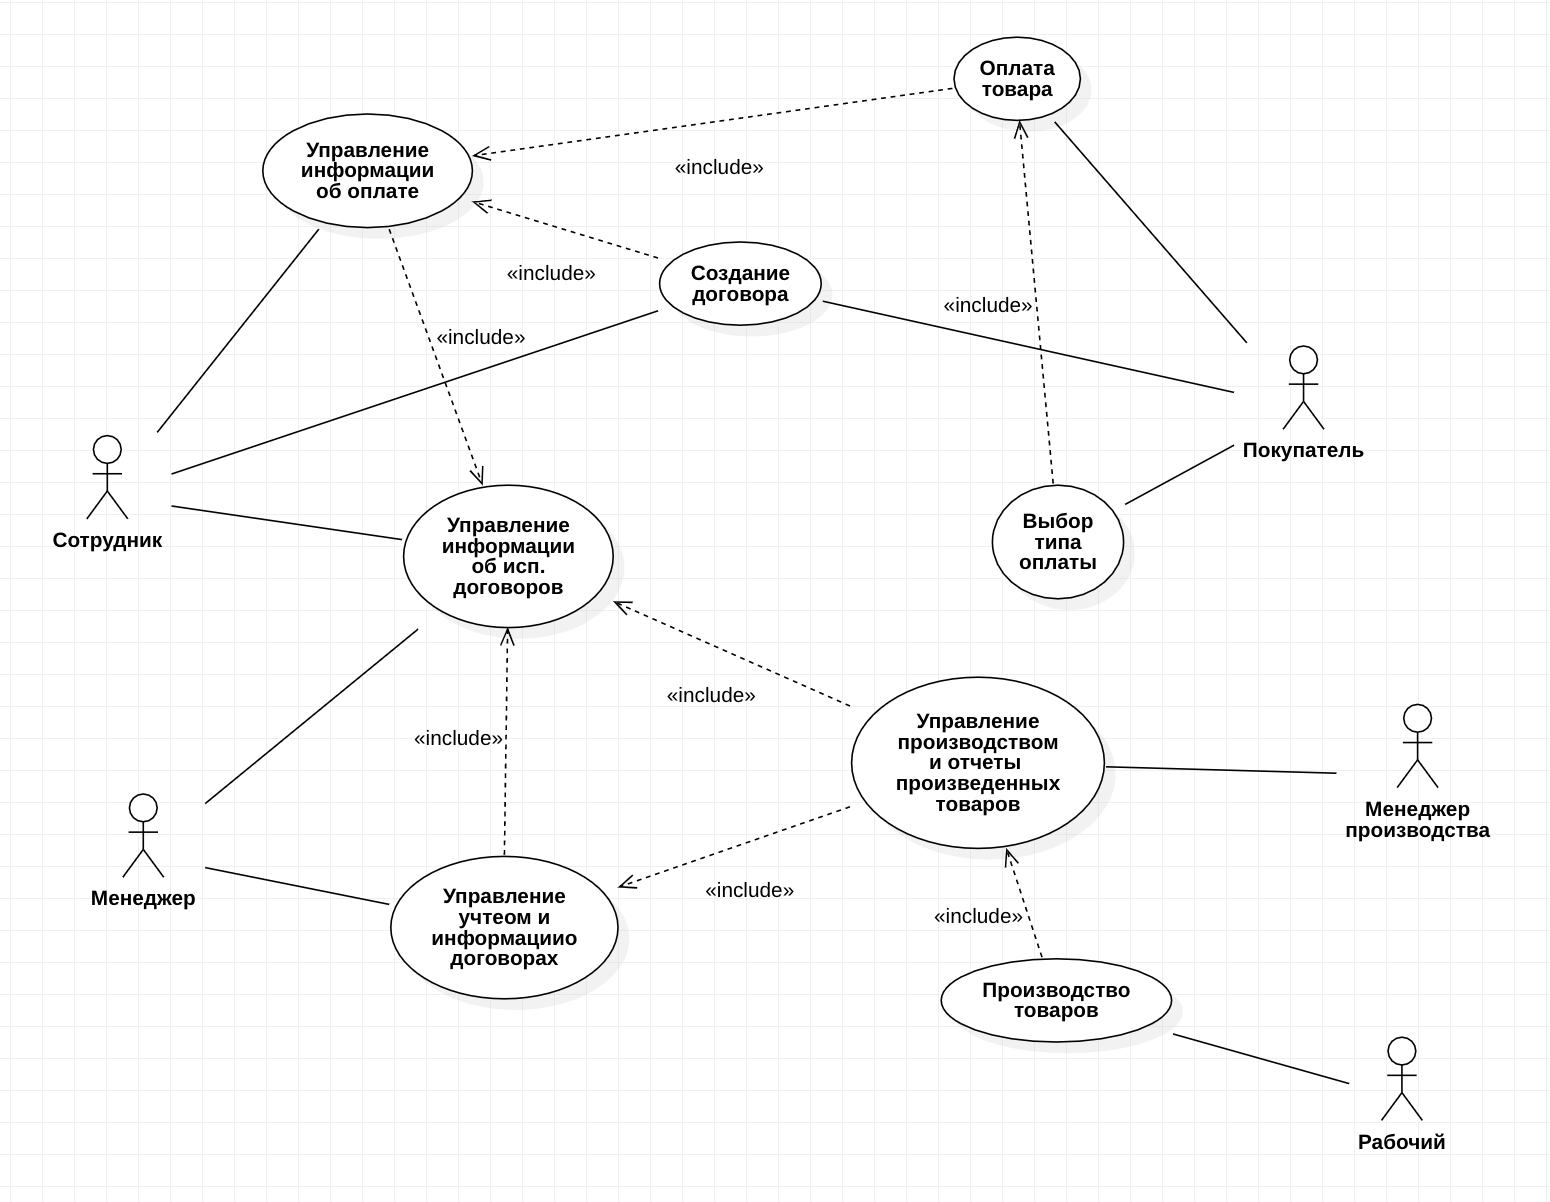 Оплата
товара
Управление
информации
об оплате
«include»
«include»
Создание
договора
«include»
«include»
Покупатель
Сотрудник
Управление
информации
об исп.
договоров
Выбор
типа
оплаты
«include»
«include»
Управление
производством
и отчеты
произведенных
товаров
Менеджер
производства
Менеджер
Управление
учтеом и
информациио
договорах
«include»
«include»
Производство
товаров
Рабочий